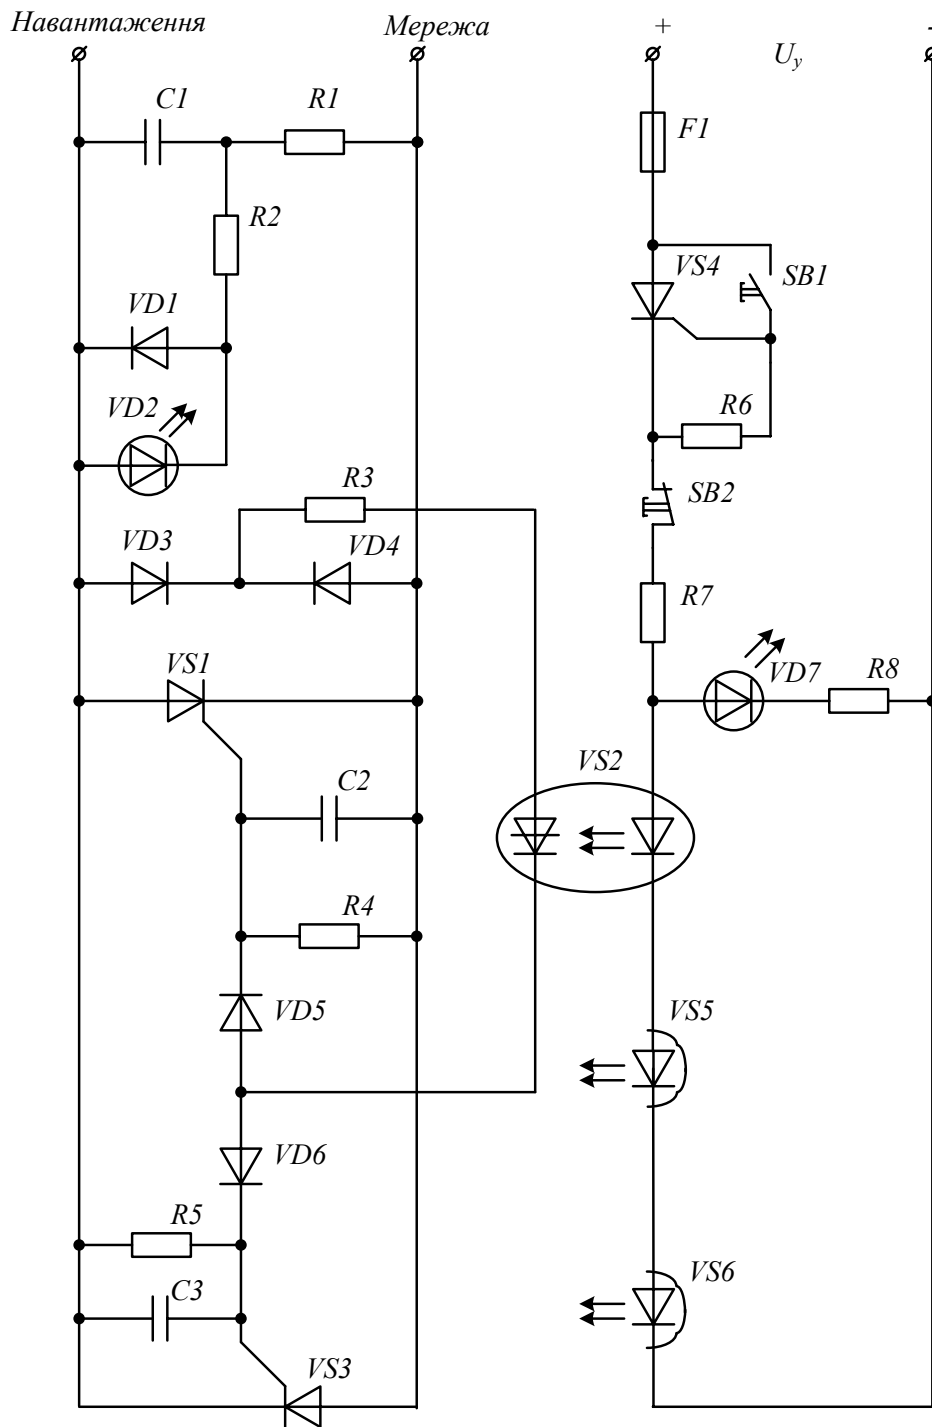 Навантаження
Мережа
+
-
Uу
C1
R1
F1
R2
VS4
SB1
VD1
VD2
R6
R3
SB2
VD3
VD4
R7
VS1
VD7
R8
VS2
C2
R4
VD5
VS5
VD6
R5
C3
VS6
VS3